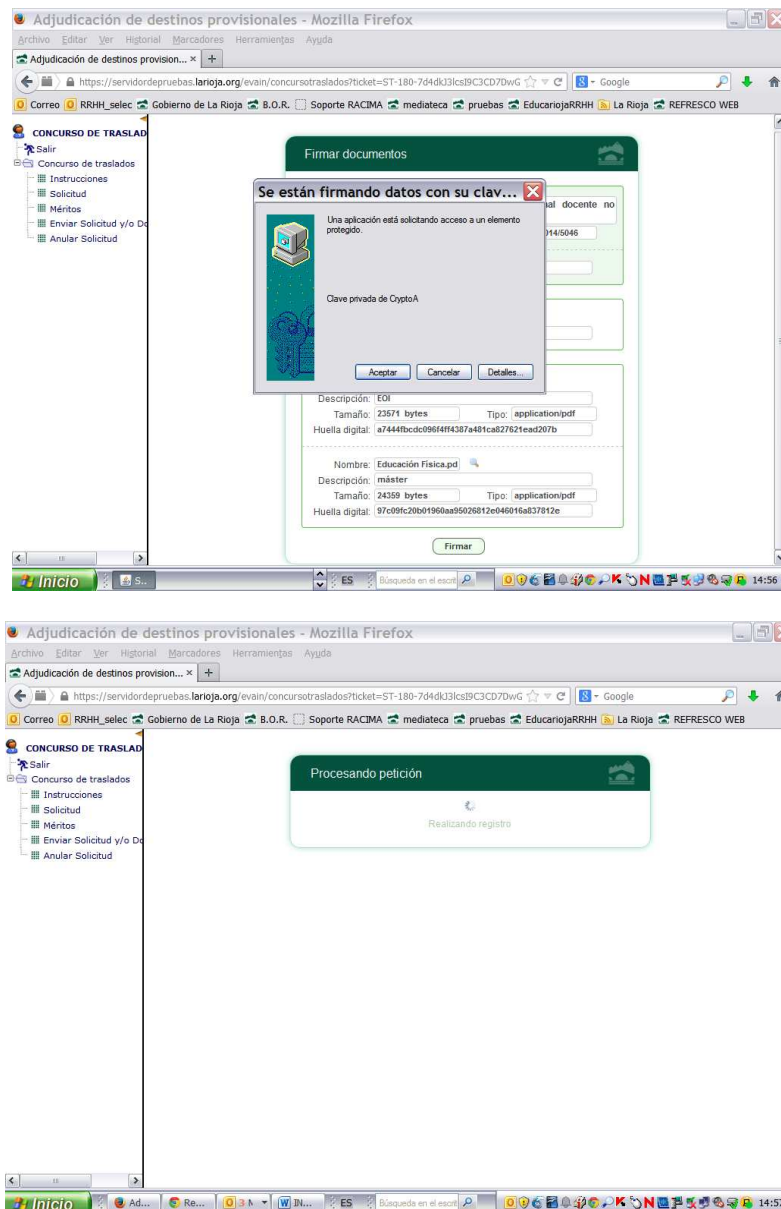 Adjudicación de destinos provisionales - Mozilla Firefox
Archivo Editar Ver Historial Marcadores Herramientas Ayuda
Adjudicación de destinos provision... × +
https://servidordepruebas.larioja.org/evain/concursotraslados?ticket=ST-180-7d4dkJ3lcsI9C3CD7DwG Google
Correo RRHH_selec Gobierno de La Rioja B.O.R. Soporte RACIMA mediateca pruebas EducariojaRRHH La Rioja REFRESCO WEB
CONCURSO DE TRASLAD
Salir
Concurso de traslados
Instrucciones
Solicitud
Méritos
Enviar Solicitud y/o Do
Anular Solicitud
Firmar documentos
Se están firmando datos con su clav...
nal docente no
014/5046
Una aplicación está solicitando acceso a un elemento
protegido.
Clave privada de CryptoA
Aceptar Cancelar Detalles...
Descripción: EOI
Tamaño: 23571 bytes Tipo: application/pdf
Huella digital: a7444fbcdc096f4ff4387a481ca827621ead207b
Nombre: Educación Física.pd
Descripción: máster
Tamaño: 24359 bytes Tipo: application/pdf
Huella digital: 97c09fc20b01960aa95026812e046016a837812e
Firmar
Inicio S... ES Búsqueda en el escrit 14:56
Adjudicación de destinos provisionales - Mozilla Firefox
Archivo Editar Ver Historial Marcadores Herramientas Ayuda
Adjudicación de destinos provision... × +
https://servidordepruebas.larioja.org/evain/concursotraslados?ticket=ST-180-7d4dkJ3lcsI9C3CD7DwG Google
Correo RRHH_selec Gobierno de La Rioja B.O.R. Soporte RACIMA mediateca pruebas EducariojaRRHH La Rioja REFRESCO WEB
CONCURSO DE TRASLAD
Salir
Concurso de traslados
Instrucciones
Solicitud
Méritos
Enviar Solicitud y/o Do
Anular Solicitud
Procesando petición
Realizando registro
Inicio Ad... Re... 3 M IN... ES Búsqueda en el escrit 14:57